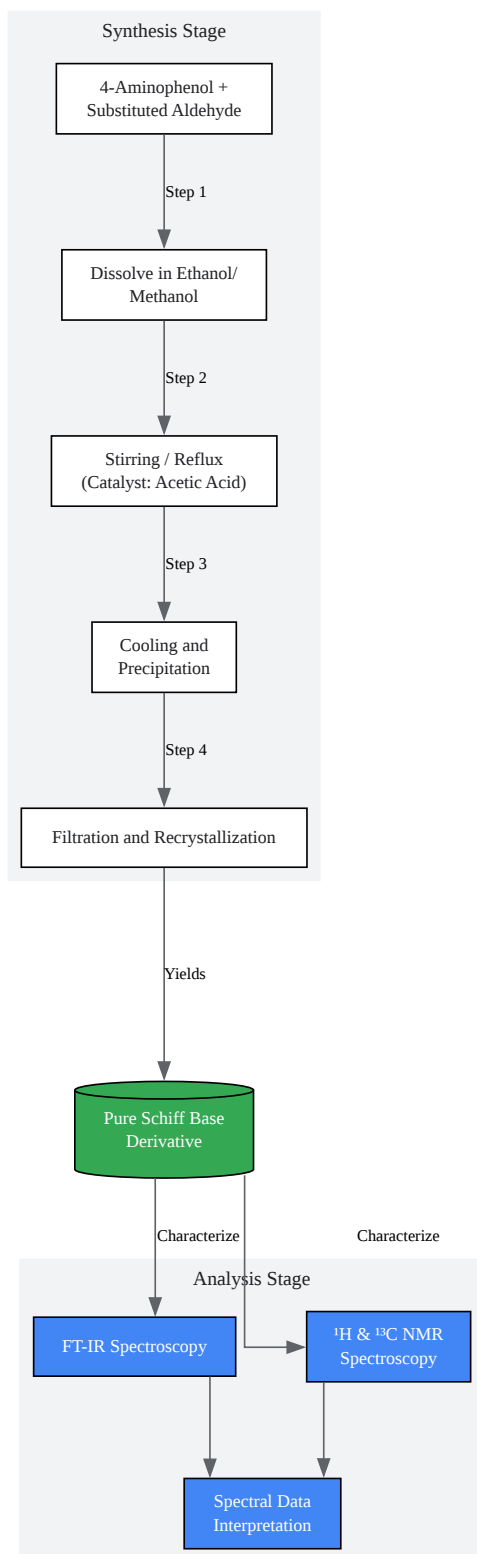 Synthesis Stage
4-Aminophenol +
Substituted Aldehyde
Step 1
Dissolve in Ethanol/
Methanol
Step 2
Stirring / Reflux
(Catalyst: Acetic Acid)
Step 3
Cooling and
Precipitation
Step 4
Filtration and Recrystallization
Yields
Pure Schiff Base
Derivative
Characterize
Characterize
Analysis Stage
FT-IR Spectroscopy
¹H & ¹³C NMR
Spectroscopy
Spectral Data
Interpretation